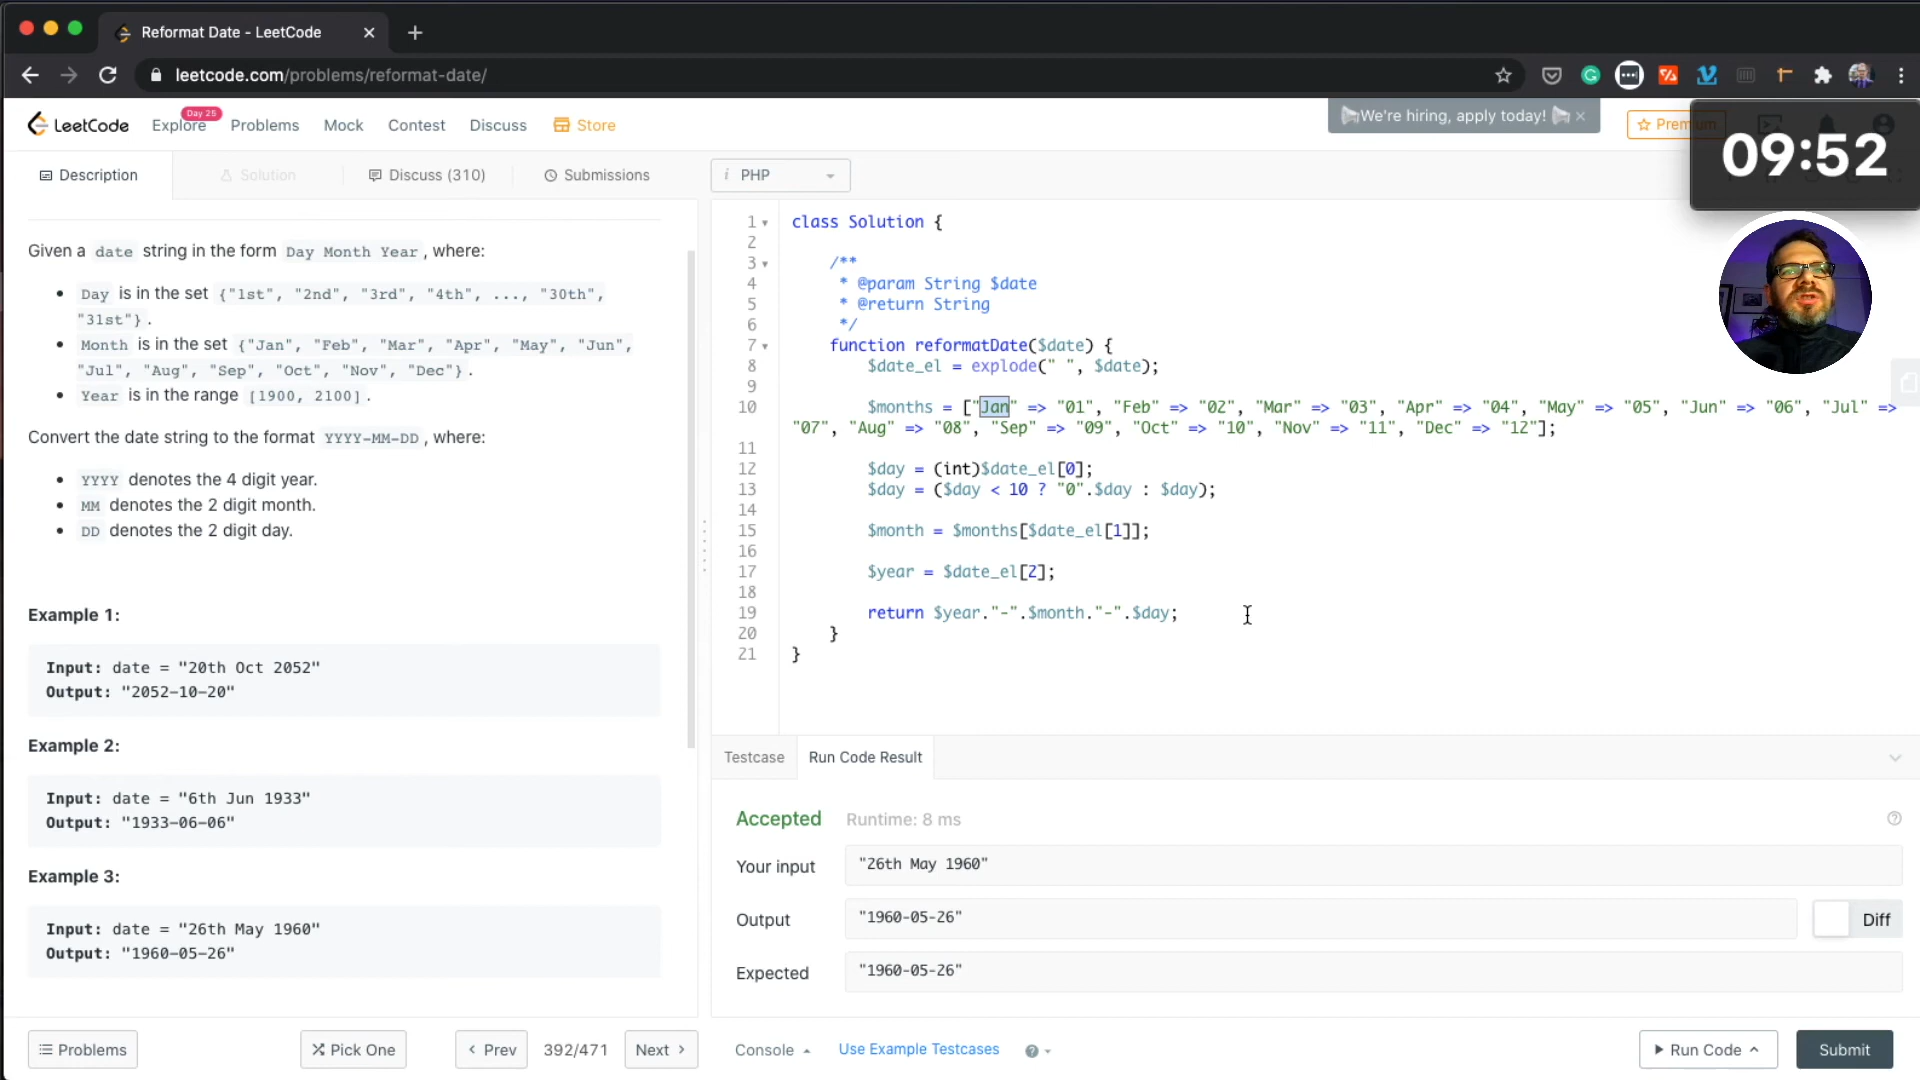 Reformat Date - LeetCode
leetcode.com/problems/reformat-date/
LeetCode Explore Day 25 Problems Mock Contest Discuss Store
We're hiring, apply today!
Premium
09:52
Description Solution Discuss (310) Submissions
i PHP
Given a date string in the form Day Month Year , where:
Day is in the set {"1st", "2nd", "3rd", "4th", ..., "30th",
"31st"} .
Month is in the set {"Jan", "Feb", "Mar", "Apr", "May", "Jun",
"Jul", "Aug", "Sep", "Oct", "Nov", "Dec"} .
Year is in the range [1900, 2100] .
Convert the date string to the format YYYY-MM-DD , where:
YYYY denotes the 4 digit year.
MM denotes the 2 digit month.
DD denotes the 2 digit day.
Example 1:
Input: date = "20th Oct 2052"
Output: "2052-10-20"
Example 2:
Input: date = "6th Jun 1933"
Output: "1933-06-06"
Example 3:
Input: date = "26th May 1960"
Output: "1960-05-26"
1 class Solution {
2
3 /**
4 * @param String $date
5 * @return String
6 */
7 function reformatDate($date) {
8 $date_el = explode(" ", $date);
9
10 $months = ["Jan" => "01", "Feb" => "02", "Mar" => "03", "Apr" => "04", "May" => "05", "Jun" => "06", "Jul" =>
"07", "Aug" => "08", "Sep" => "09", "Oct" => "10", "Nov" => "11", "Dec" => "12"];
11
12 $day = (int)$date_el[0];
13 $day = ($day < 10 ? "0".$day : $day);
14
15 $month = $months[$date_el[1]];
16
17 $year = $date_el[2];
18
19 return $year."-".$month."-".$day;
20 }
21 }
Testcase Run Code Result
Accepted Runtime: 8 ms
Your input "26th May 1960"
Output "1960-05-26" Diff
Expected "1960-05-26"
Problems Pick One Prev 392/471 Next Console Use Example Testcases Run Code Submit